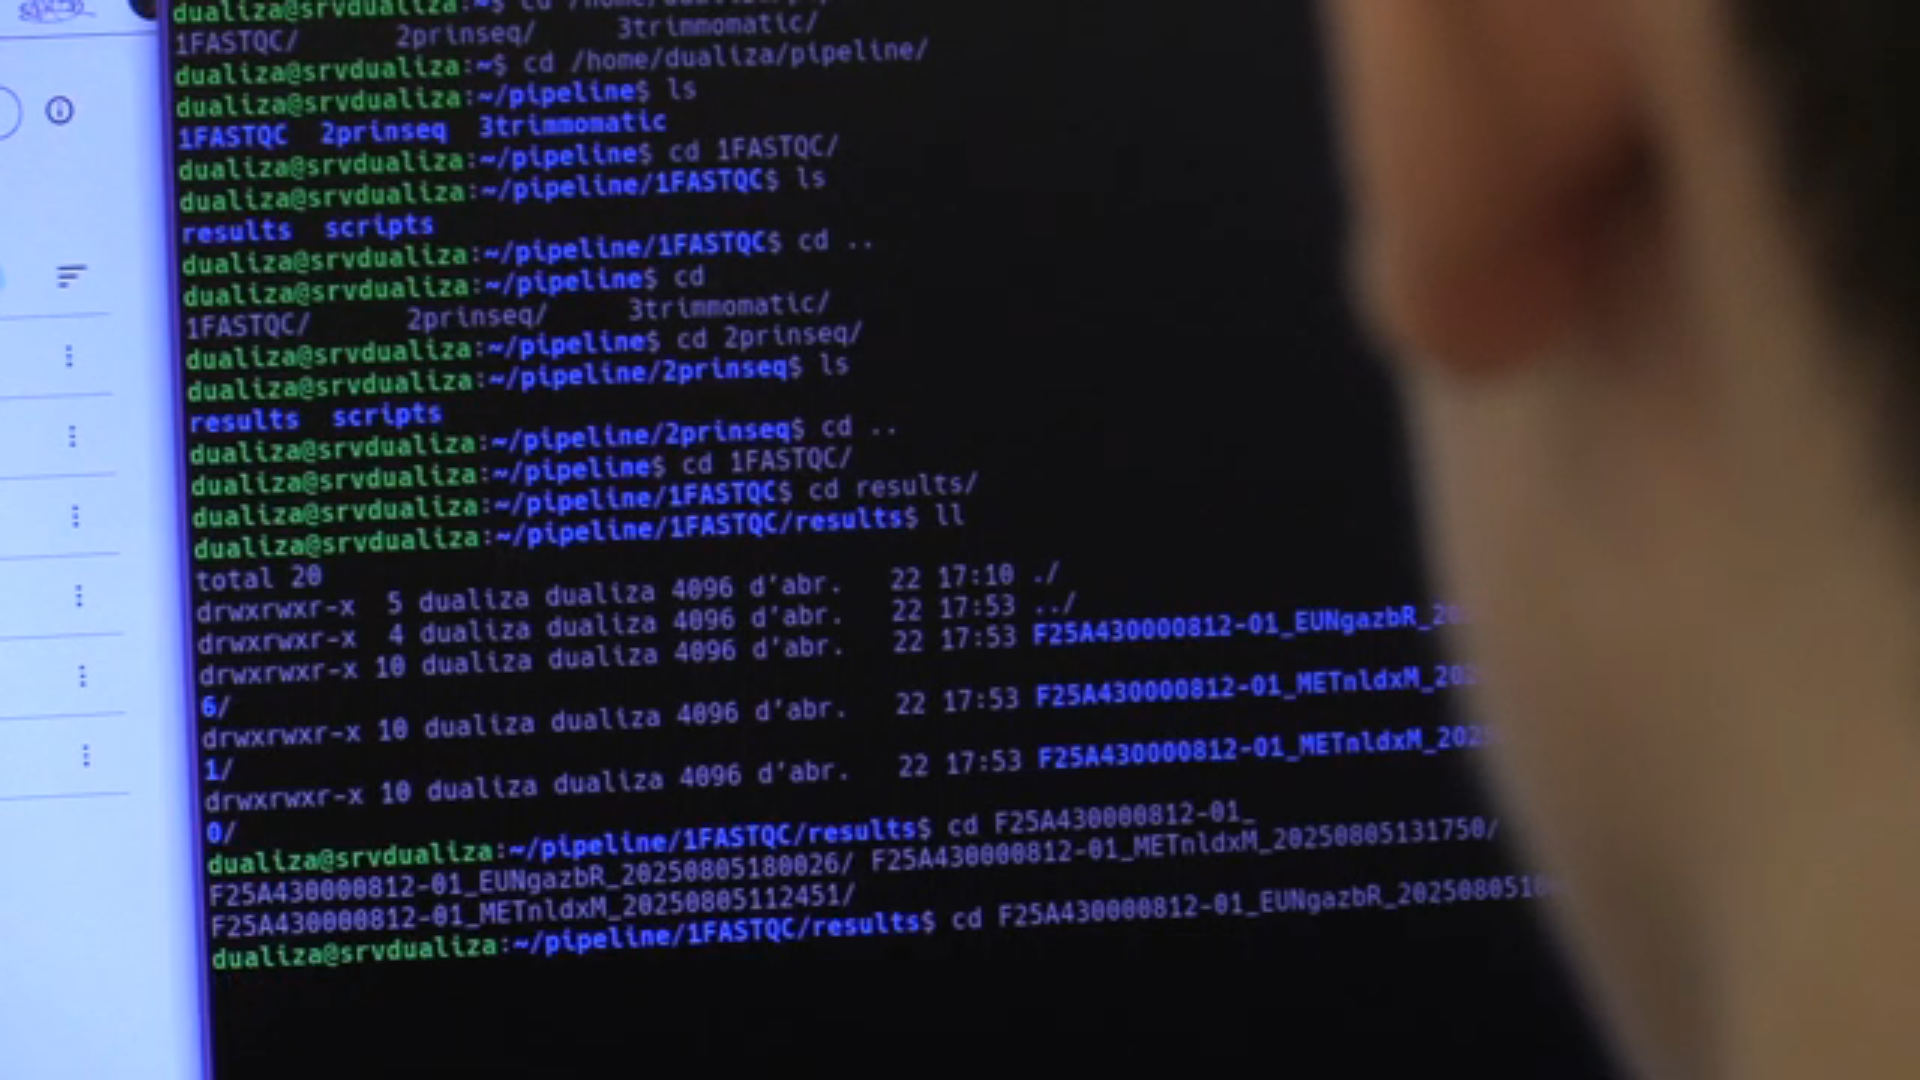 dualiza@srvdualiza:~$ cd
1FASTQC/ 2prinseq/ 3trimmomatic/
dualiza@srvdualiza:~$ cd /home/dualiza/pipeline/
dualiza@srvdualiza:~/pipeline$ ls
1FASTQC 2prinseq 3trimmomatic
dualiza@srvdualiza:~/pipeline$ cd 1FASTQC/
dualiza@srvdualiza:~/pipeline/1FASTQC$ ls
results scripts
dualiza@srvdualiza:~/pipeline/1FASTQC$ cd ..
dualiza@srvdualiza:~/pipeline$ cd
1FASTQC/ 2prinseq/ 3trimmomatic/
dualiza@srvdualiza:~/pipeline$ cd 2prinseq/
dualiza@srvdualiza:~/pipeline/2prinseq$ ls
results scripts
dualiza@srvdualiza:~/pipeline/2prinseq$ cd ..
dualiza@srvdualiza:~/pipeline$ cd 1FASTQC/
dualiza@srvdualiza:~/pipeline/1FASTQC$ cd results/
dualiza@srvdualiza:~/pipeline/1FASTQC/results$ ll
total 20
drwxrwxr-x 5 dualiza dualiza 4096 d'abr. 22 17:10 ./
drwxrwxr-x 4 dualiza dualiza 4096 d'abr. 22 17:53 ../
drwxrwxr-x 10 dualiza dualiza 4096 d'abr. 22 17:53 F25A430000812-01_EUNgazbR_20
6/
drwxrwxr-x 10 dualiza dualiza 4096 d'abr. 22 17:53 F25A430000812-01_METnldxM_202
1/
drwxrwxr-x 10 dualiza dualiza 4096 d'abr. 22 17:53 F25A430000812-01_METnldxM_202
0/
dualiza@srvdualiza:~/pipeline/1FASTQC/results$ cd F25A430000812-01_
F25A430000812-01_EUNgazbR_20250805180026/ F25A430000812-01_METnldxM_20250805131750/
F25A430000812-01_METnldxM_20250805112451/
dualiza@srvdualiza:~/pipeline/1FASTQC/results$ cd F25A430000812-01_EUNgazbR_2025080518